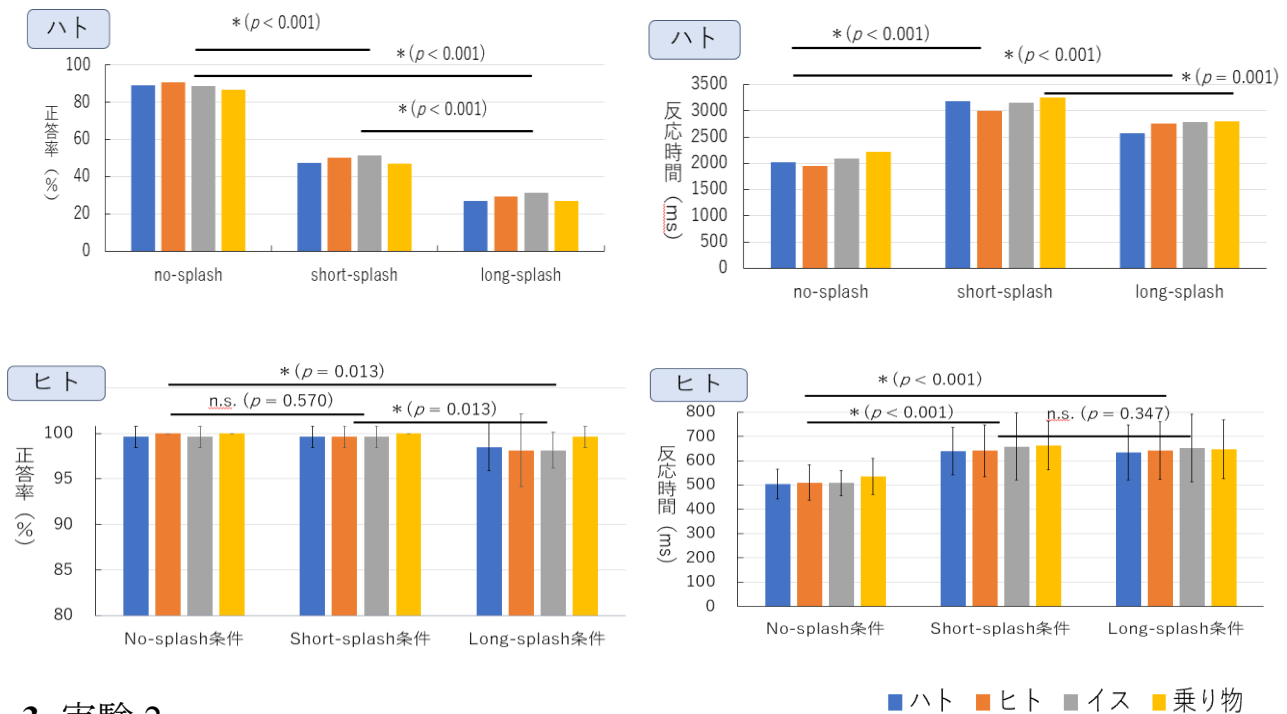 ハト
* (p < 0.001)
* (p < 0.001)
* (p < 0.001)
正答率 (%)
100
80
60
40
20
0
no-splash
short-splash
long-splash
ハト
* (p < 0.001)
* (p < 0.001)
* (p = 0.001)
反応時間 (ms)
3500
3000
2500
2000
1500
1000
500
0
no-splash
short-splash
long-splash
ヒト
* (p = 0.013)
n.s. (p = 0.570)
* (p = 0.013)
正答率 (%)
100
95
90
85
80
No-splash条件
Short-splash条件
Long-splash条件
ヒト
* (p < 0.001)
* (p < 0.001)
n.s. (p = 0.347)
反応時間 (ms)
800
700
600
500
400
300
200
100
0
No-splash条件
Short-splash条件
Long-splash条件
ハト ヒト イス 乗り物
3. 実験 2